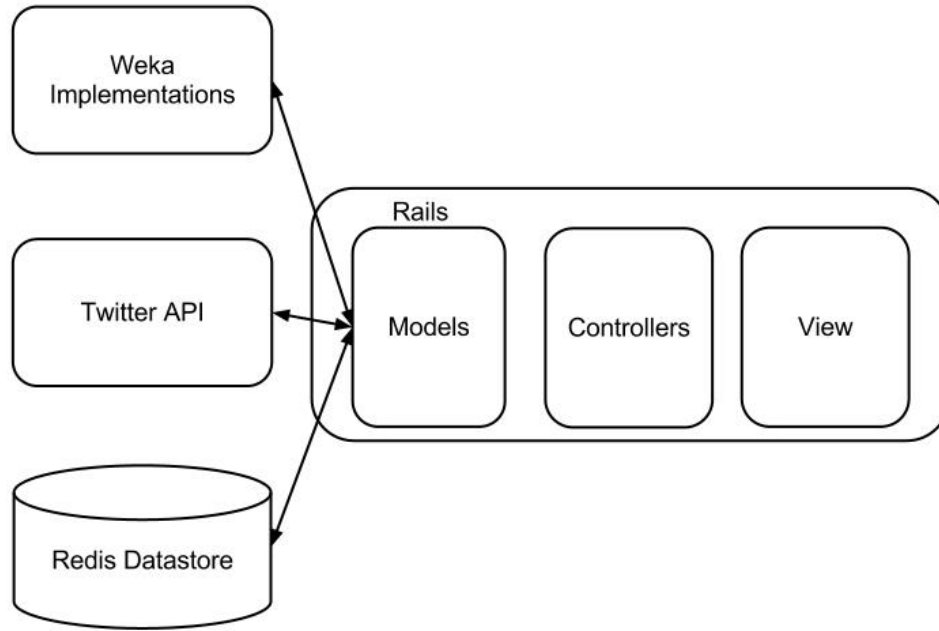 Weka
Implementations
Rails
Twitter API
Models
Controllers
View
Redis Datastore